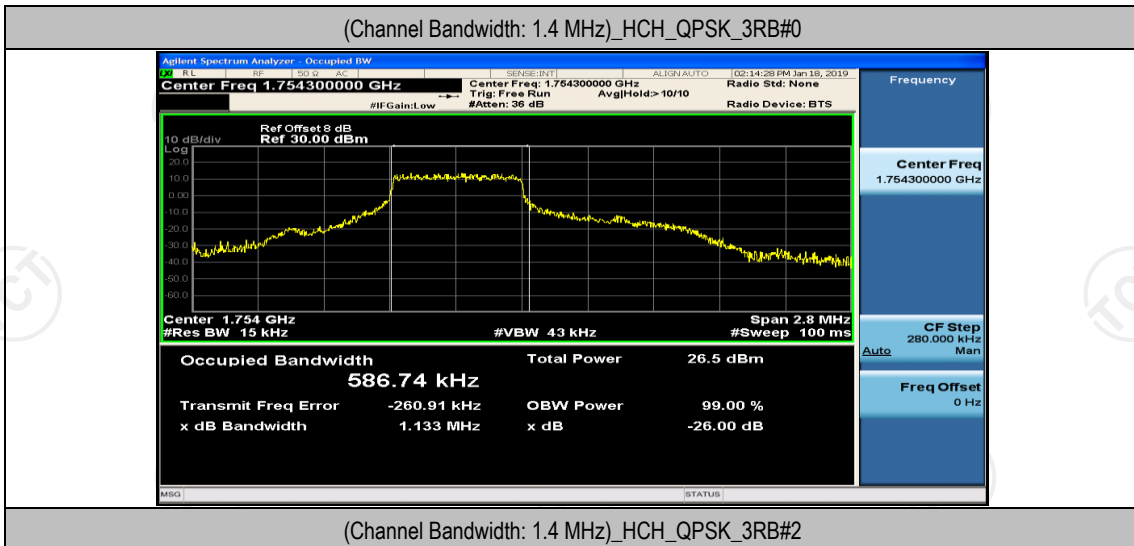 (Channel Bandwidth: 1.4 MHz)_HCH_QPSK_3RB#0
Agilent Spectrum Analyzer - Occupied BW
LXI RL RF 50 Ω AC SENSE:INT ALIGN AUTO 02:14:28 PM Jan 18, 2019
Center Freq 1.754300000 GHz
Center Freq: 1.754300000 GHz Radio Std: None
Trig: Free Run Avg|Hold:>10/10
#IFGain:Low #Atten: 36 dB Radio Device: BTS
Frequency
Ref Offset 8 dB
10 dB/div Ref 30.00 dBm
Log
20.0
10.0
0.00
-10.0
-20.0
-30.0
-40.0
-50.0
-60.0
Center Freq
1.754300000 GHz
Center 1.754 GHz Span 2.8 MHz
#Res BW 15 kHz #VBW 43 kHz #Sweep 100 ms
CF Step
280.000 kHz
Auto Man
Occupied Bandwidth Total Power 26.5 dBm
586.74 kHz
Transmit Freq Error -260.91 kHz OBW Power 99.00 %
x dB Bandwidth 1.133 MHz x dB -26.00 dB
Freq Offset
0 Hz
MSG STATUS
(Channel Bandwidth: 1.4 MHz)_HCH_QPSK_3RB#2